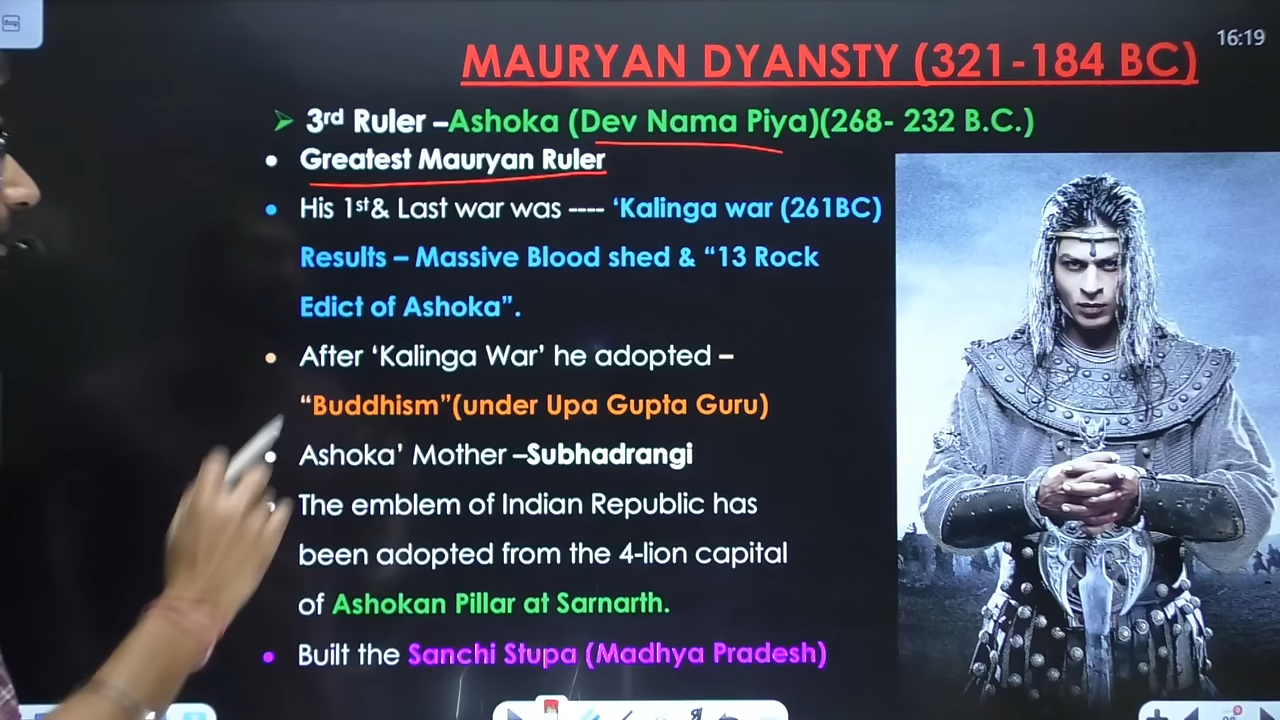 16:19
MAURYAN DYANSTY (321-184 BC)
➢ 3rd Ruler –Ashoka (Dev Nama Piya)(268- 232 B.C.)
• Greatest Mauryan Ruler
• His 1st& Last war was ---- ‘Kalinga war (261BC)
Results – Massive Blood shed & “13 Rock
Edict of Ashoka”.
• After ‘Kalinga War’ he adopted –
“Buddhism”(under Upa Gupta Guru)
• Ashoka’ Mother –Subhadrangi
• The emblem of Indian Republic has
been adopted from the 4-lion capital
of Ashokan Pillar at Sarnarth.
• Built the Sanchi Stupa (Madhya Pradesh)